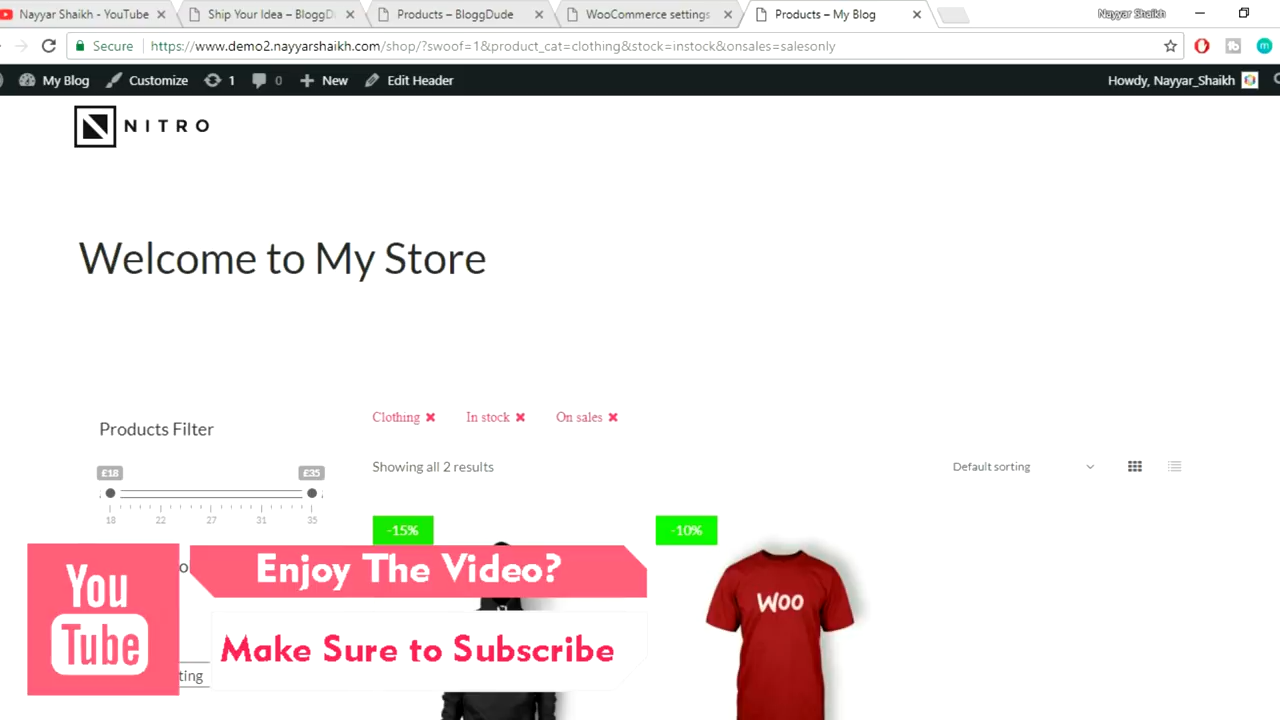 Nayyar Shaikh - YouTube
Ship Your Idea – BloggD
Products – BloggDude
WooCommerce settings
Products – My Blog
Nayyar Shaikh
Secure
https://www.demo2.nayyarshaikh.com/shop/?swoof=1&product_cat=clothing&stock=instock&onsales=salesonly
My Blog
Customize
1
0
New
Edit Header
Howdy, Nayyar_Shaikh
NITRO
Welcome to My Store
Clothing
In stock
On sales
Products Filter
Showing all 2 results
Default sorting
£18
£35
18 22 27 31 35
-15%
-10%
You
Tube
Enjoy The Video?
Make Sure to Subscribe
WOO
ting